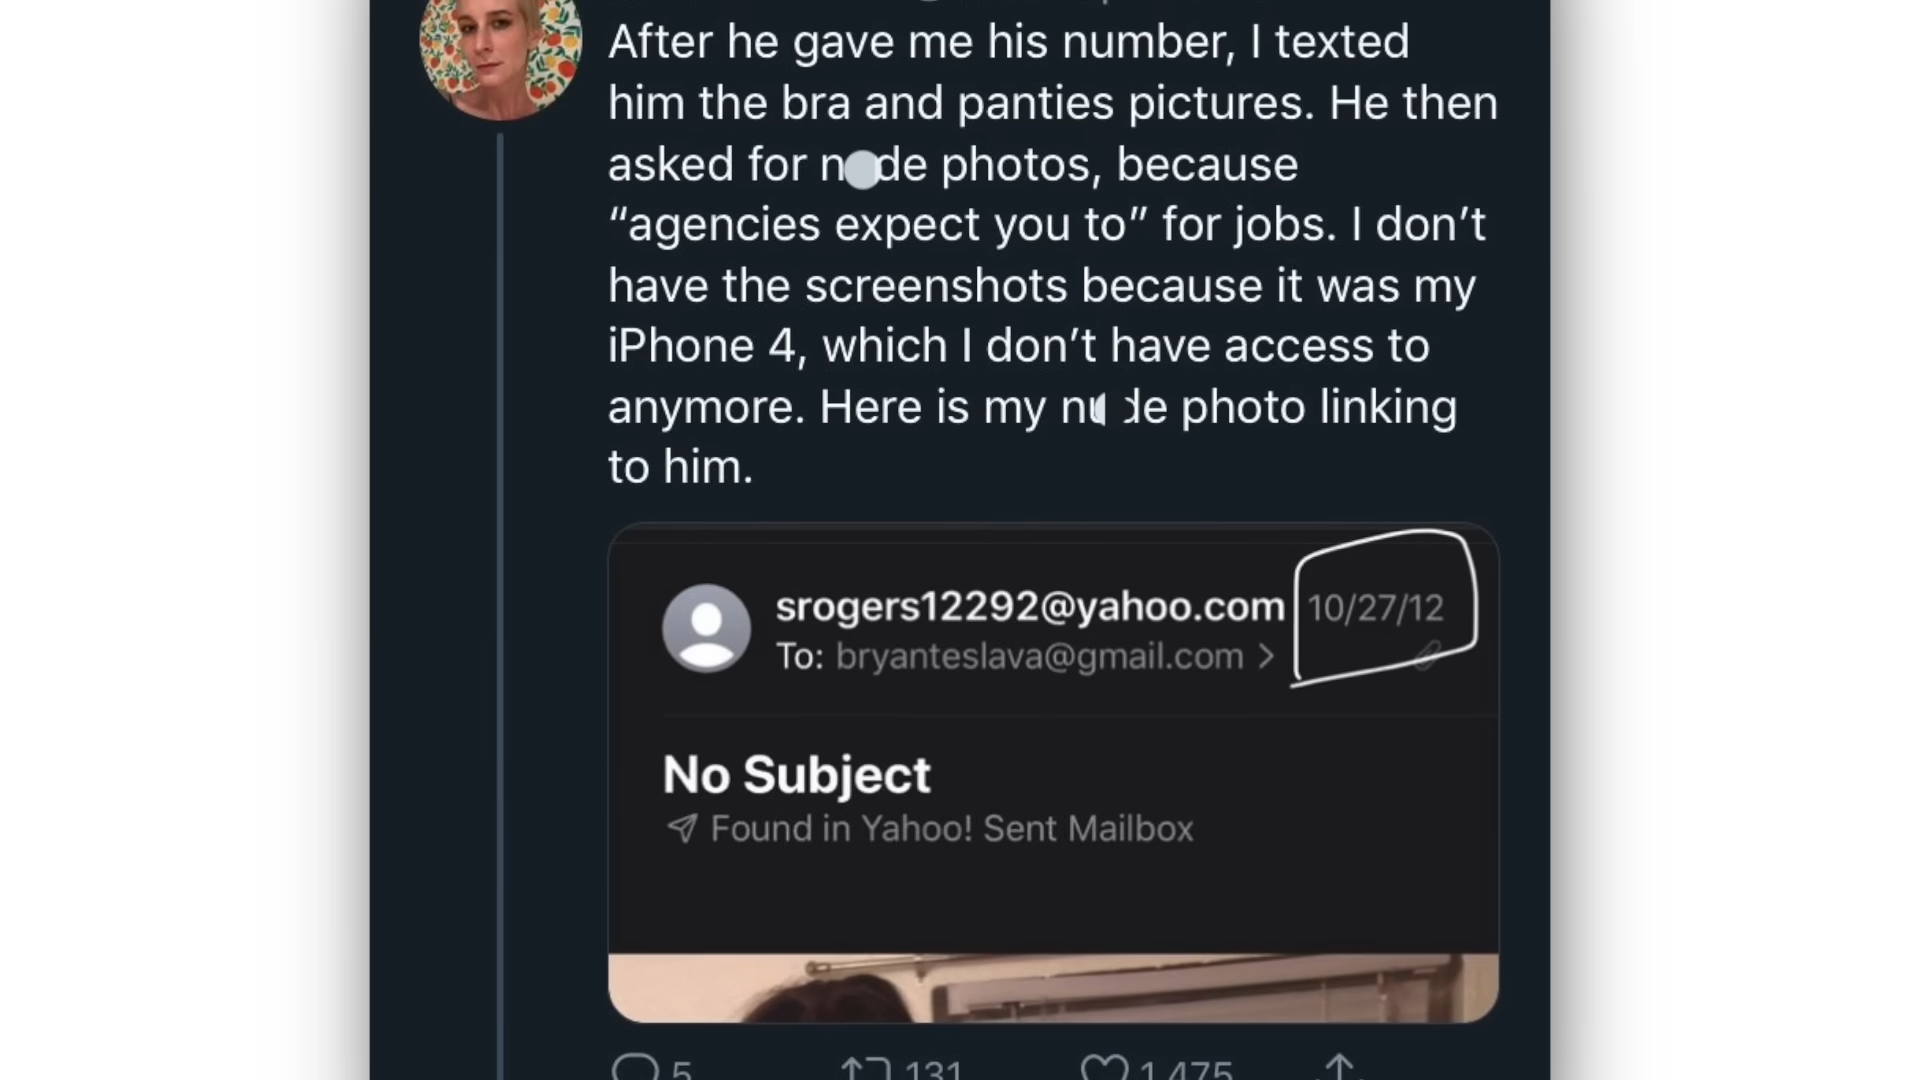 After he gave me his number, I texted
him the bra and panties pictures. He then
asked for n de photos, because
“agencies expect you to” for jobs. I don’t
have the screenshots because it was my
iPhone 4, which I don’t have access to
anymore. Here is my nude photo linking
to him.
srogers12292@yahoo.com 10/27/12
To: bryanteslava@gmail.com >
No Subject
Found in Yahoo! Sent Mailbox
5 131 1,475